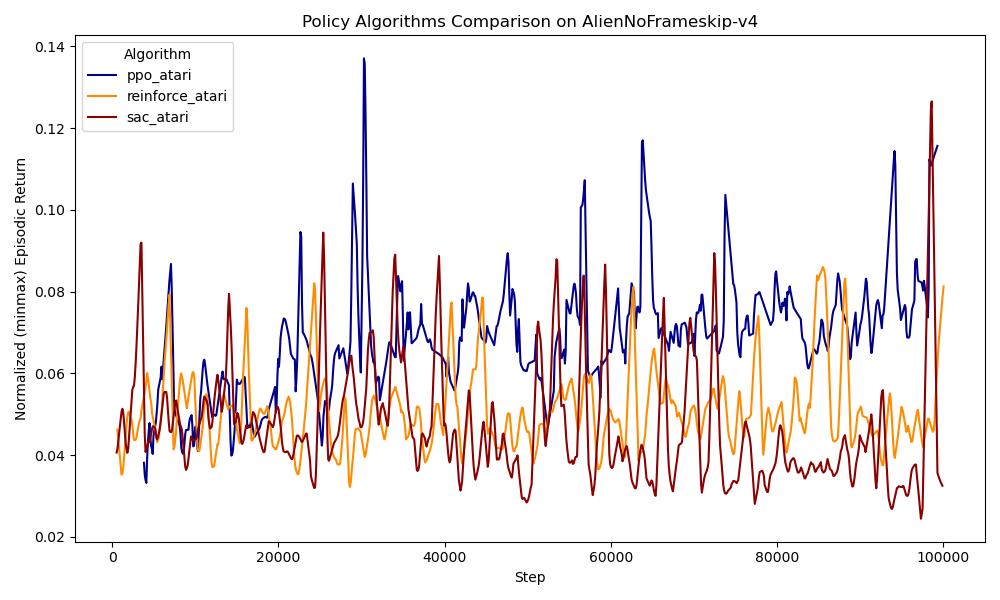 Policy Algorithms Comparison on AlienNoFrameskip-v4
Normalized (minmax) Episodic Return
0.14
0.12
0.10
0.08
0.06
0.04
0.02
Algorithm
ppo_atari
reinforce_atari
sac_atari
0
20000
40000
60000
80000
100000
Step